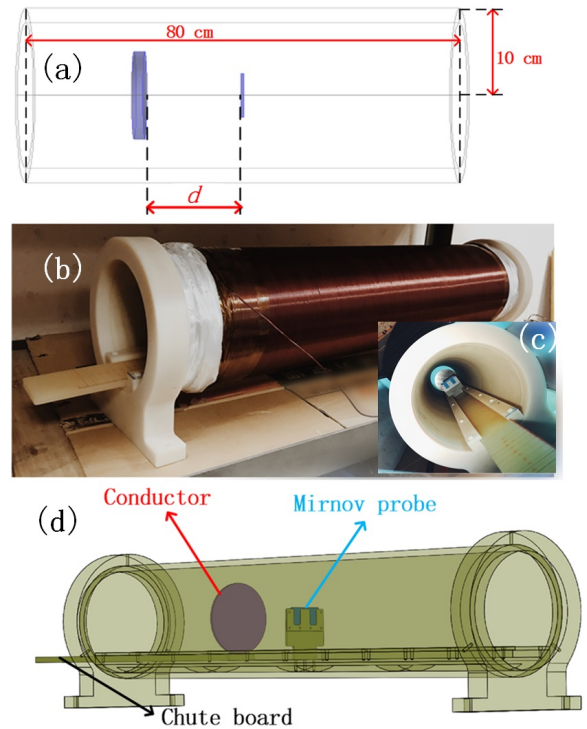 80 cm
(a)
10 cm
d
(b)
(c)
Conductor
(d)
Mirnov probe
Chute board